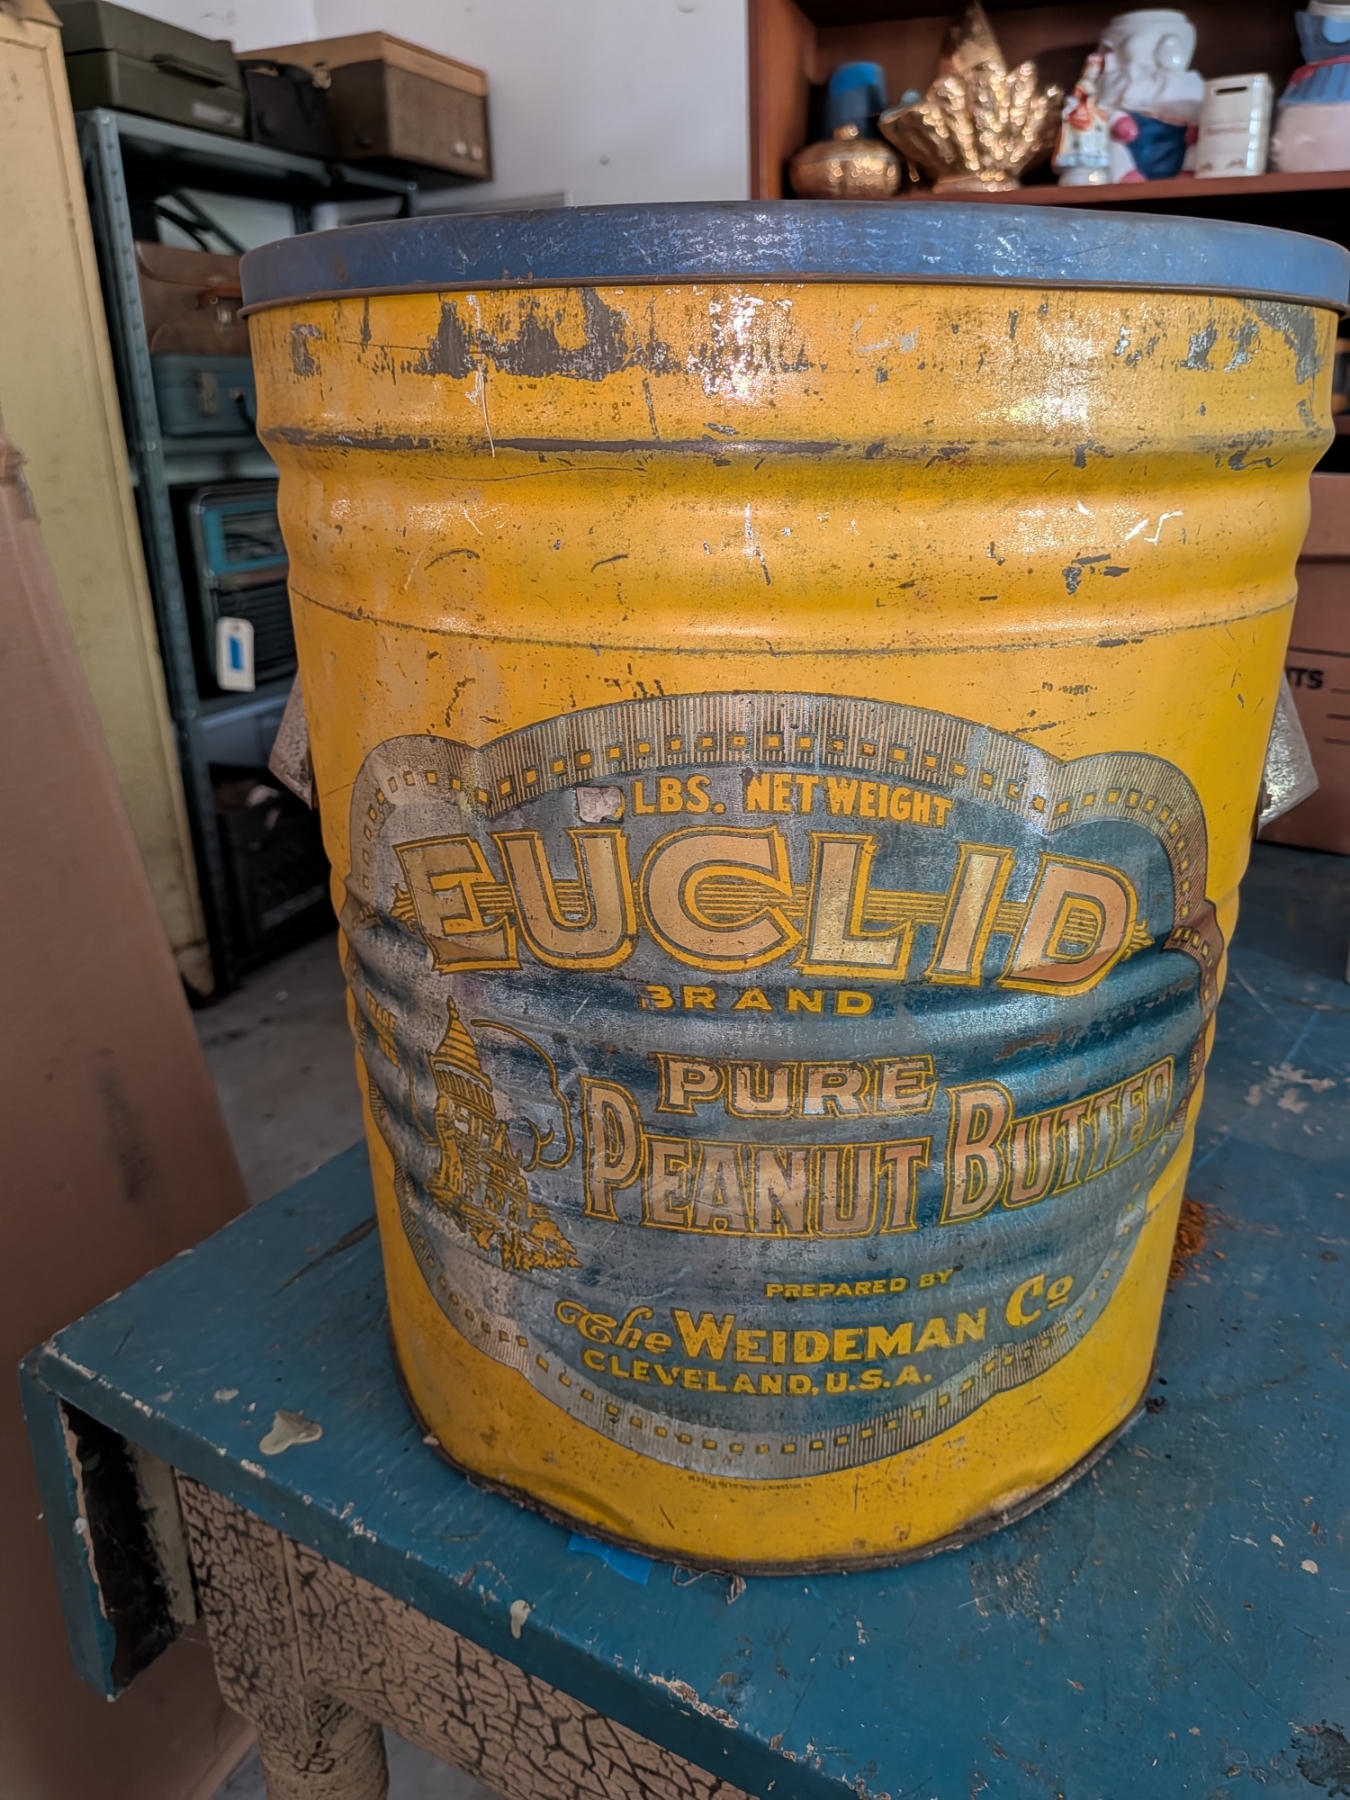 LBS. NET WEIGHT
EUCLID
BRAND
PURE
PEANUT BUTTER
PREPARED BY
The WEIDEMAN Co
CLEVELAND, U.S.A.